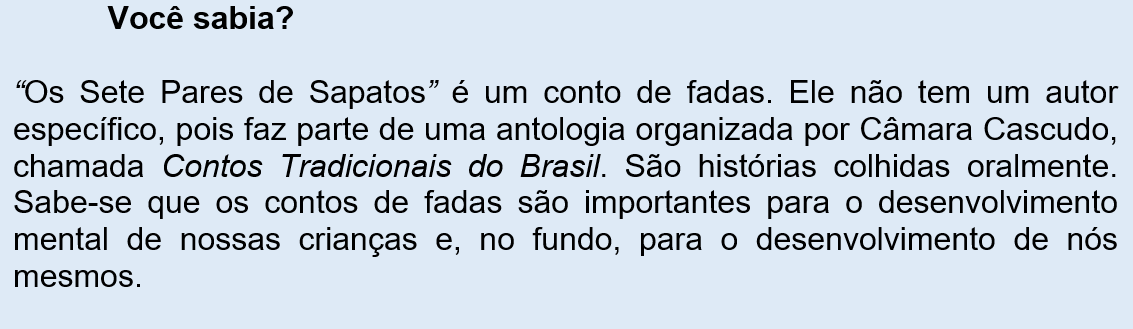 Você sabia?
“Os Sete Pares de Sapatos” é um conto de fadas. Ele não tem um autor
específico, pois faz parte de uma antologia organizada por Câmara Cascudo,
chamada Contos Tradicionais do Brasil. São histórias colhidas oralmente.
Sabe-se que os contos de fadas são importantes para o desenvolvimento
mental de nossas crianças e, no fundo, para o desenvolvimento de nós
mesmos.